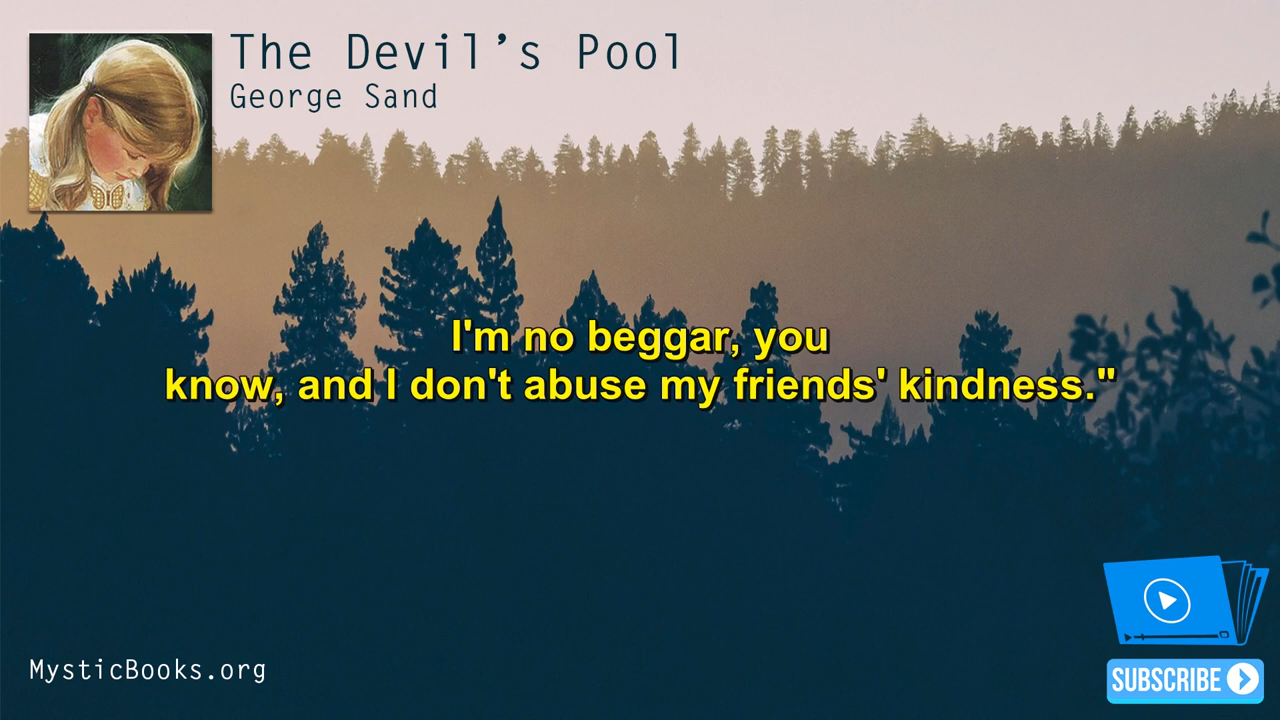 The Devil’s Pool
George Sand
I'm no beggar, you
know, and I don't abuse my friends' kindness."
MysticBooks.org
SUBSCRIBE